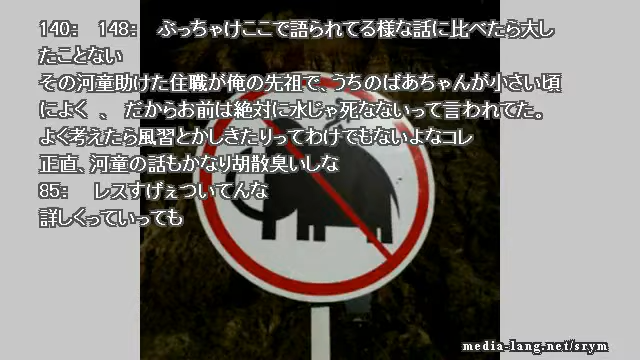 140:　148:　ぶっちゃけここで語られてる様な話に比べたら大し
たことない
その河童助けた住職が俺の先祖で、うちのばあちゃんが小さい頃
によく　、　だからお前は絶対に水じゃ死なないって言われてた。
よく考えたら風習とかしきたりってわけでもないよなコレ
正直、河童の話もかなり胡散臭いしな
85:　レスすげぇついてんな
詳しくっていっても
media-lang.net/srym